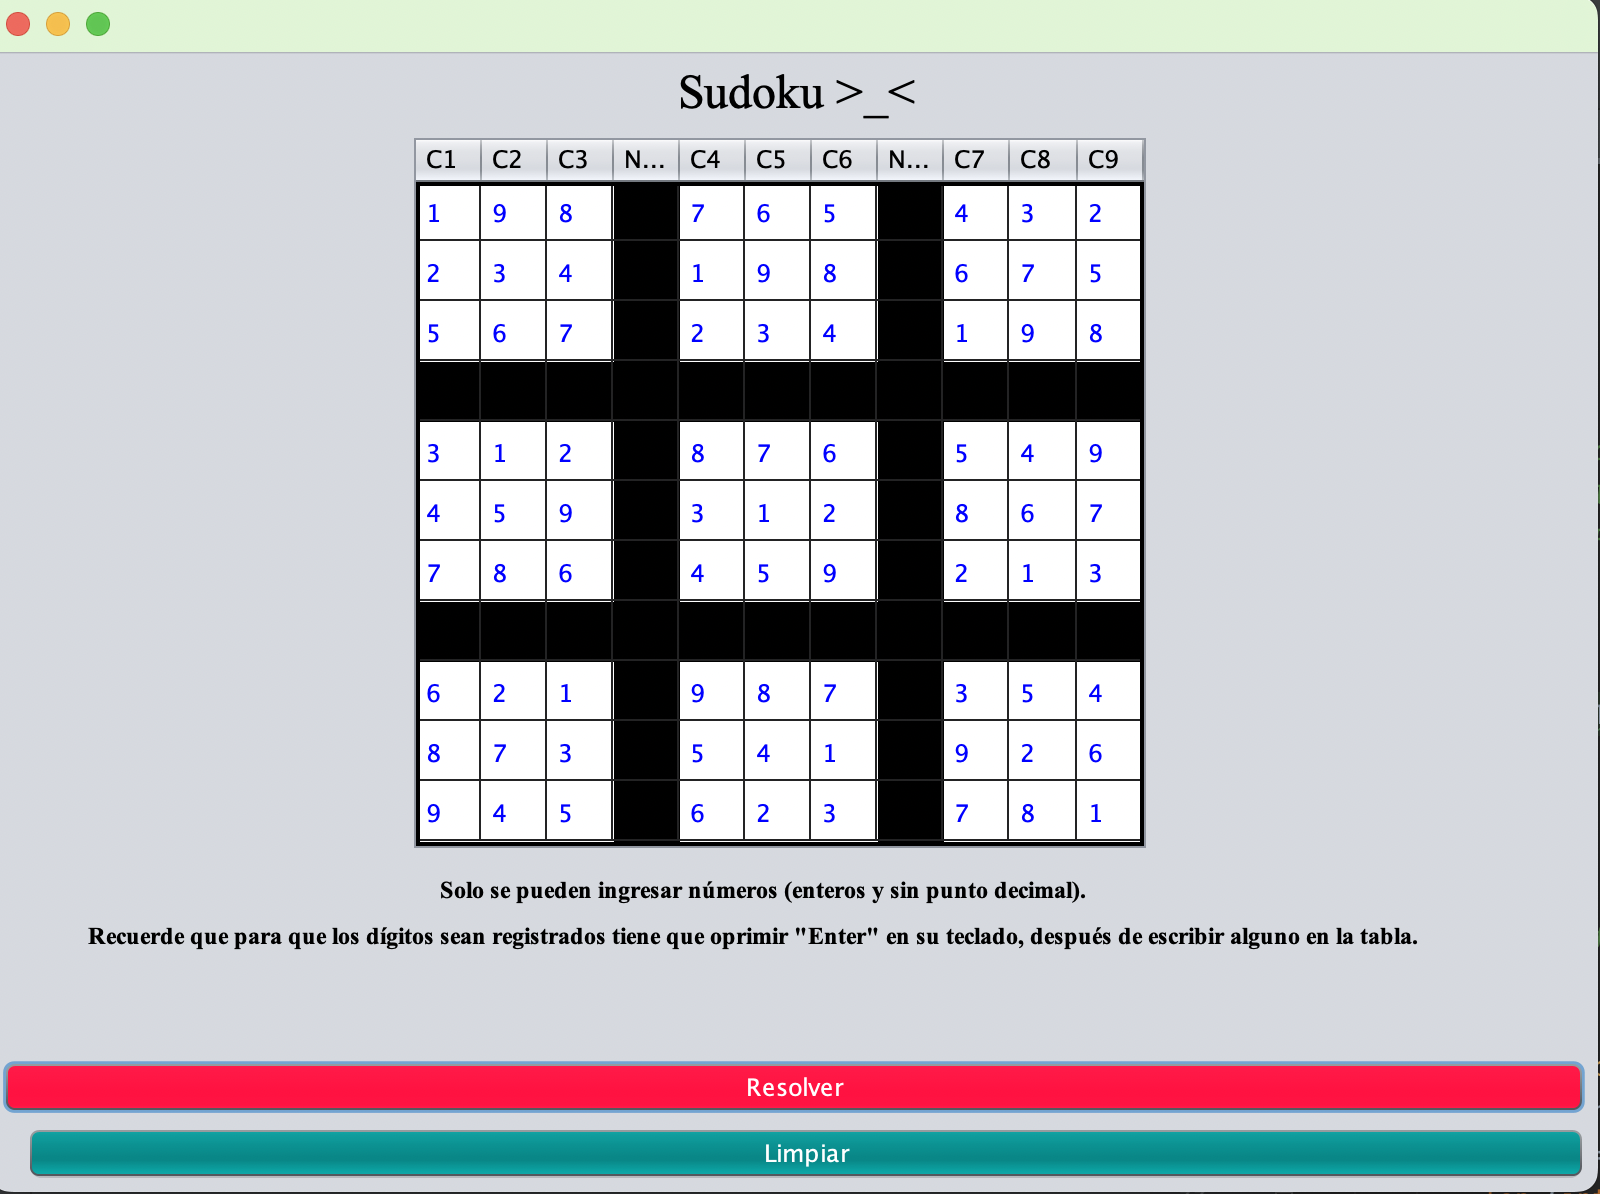 Sudoku >_<
C1 C2 C3 N... C4 C5 C6 N... C7 C8 C9
1 9 8 7 6 5 4 3 2
2 3 4 1 9 8 6 7 5
5 6 7 2 3 4 1 9 8
3 1 2 8 7 6 5 4 9
4 5 9 3 1 2 8 6 7
7 8 6 4 5 9 2 1 3
6 2 1 9 8 7 3 5 4
8 7 3 5 4 1 9 2 6
9 4 5 6 2 3 7 8 1
Solo se pueden ingresar números (enteros y sin punto decimal).
Recuerde que para que los dígitos sean registrados tiene que oprimir "Enter" en su teclado, después de escribir alguno en la tabla.
Resolver
Limpiar